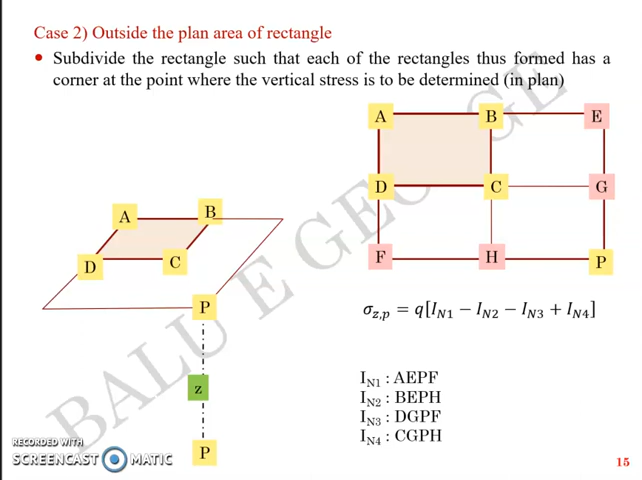 Case 2) Outside the plan area of rectangle
• Subdivide the rectangle such that each of the rectangles thus formed has a
corner at the point where the vertical stress is to be determined (in plan)
A B E
D C G
F H P
A B
D C
P
z
P
σz,p = q[IN1 − IN2 − IN3 + IN4]
IN1 : AEPF
IN2 : BEPH
IN3 : DGPF
IN4 : CGPH
BALU E GEORGE
RECORDED WITH
SCREENCAST MATIC
15